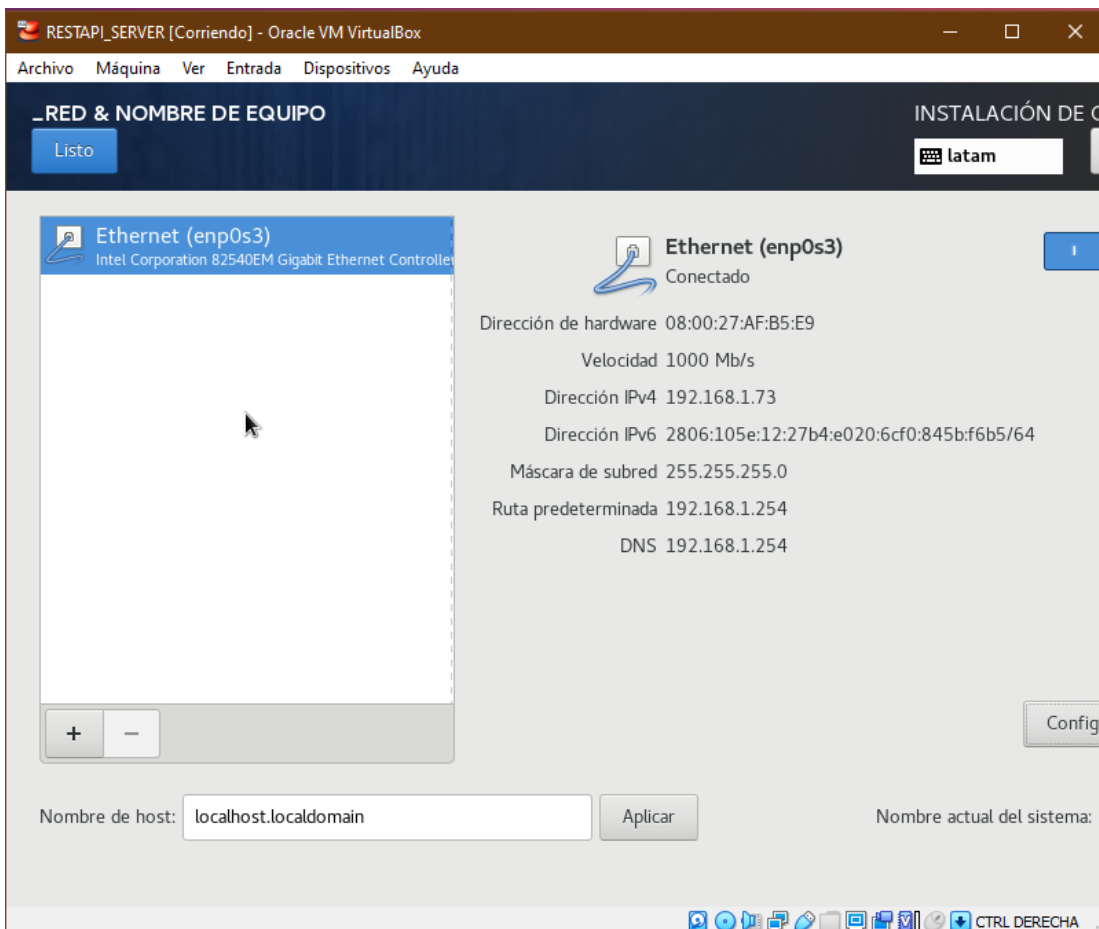 RESTAPI_SERVER [Corriendo] - Oracle VM VirtualBox
Archivo Máquina Ver Entrada Dispositivos Ayuda
_RED & NOMBRE DE EQUIPO
INSTALACIÓN DE
Listo
latam
Ethernet (enp0s3)
Intel Corporation 82540EM Gigabit Ethernet Controller
Ethernet (enp0s3)
Conectado
Dirección de hardware 08:00:27:AF:B5:E9
Velocidad 1000 Mb/s
Dirección IPv4 192.168.1.73
Dirección IPv6 2806:105e:12:27b4:e020:6cf0:845b:f6b5/64
Máscara de subred 255.255.255.0
Ruta predeterminada 192.168.1.254
DNS 192.168.1.254
Config
Nombre de host: localhost.localdomain
Aplicar
Nombre actual del sistema:
CTRL DERECHA